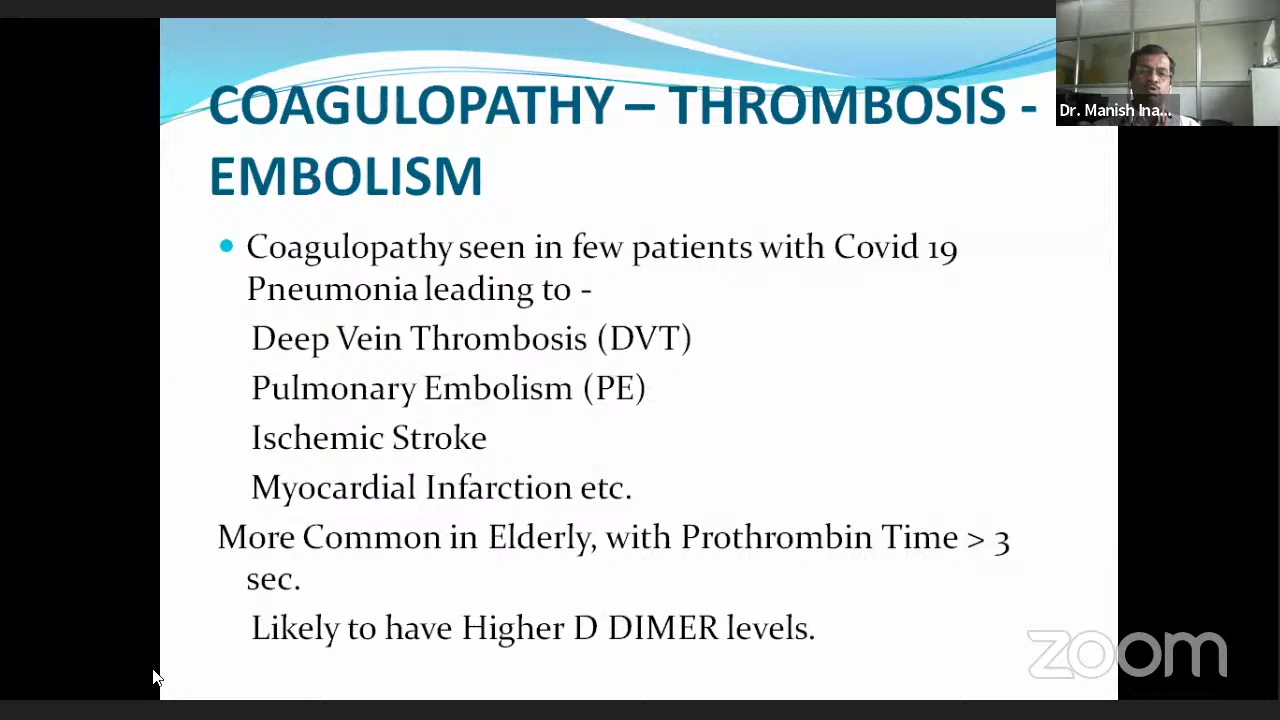 COAGULOPATHY – THROMBOSIS -
EMBOLISM
Dr. Manish Ina...
Coagulopathy seen in few patients with Covid 19
Pneumonia leading to -
Deep Vein Thrombosis (DVT)
Pulmonary Embolism (PE)
Ischemic Stroke
Myocardial Infarction etc.
More Common in Elderly, with Prothrombin Time > 3
sec.
Likely to have Higher D DIMER levels.
zoom